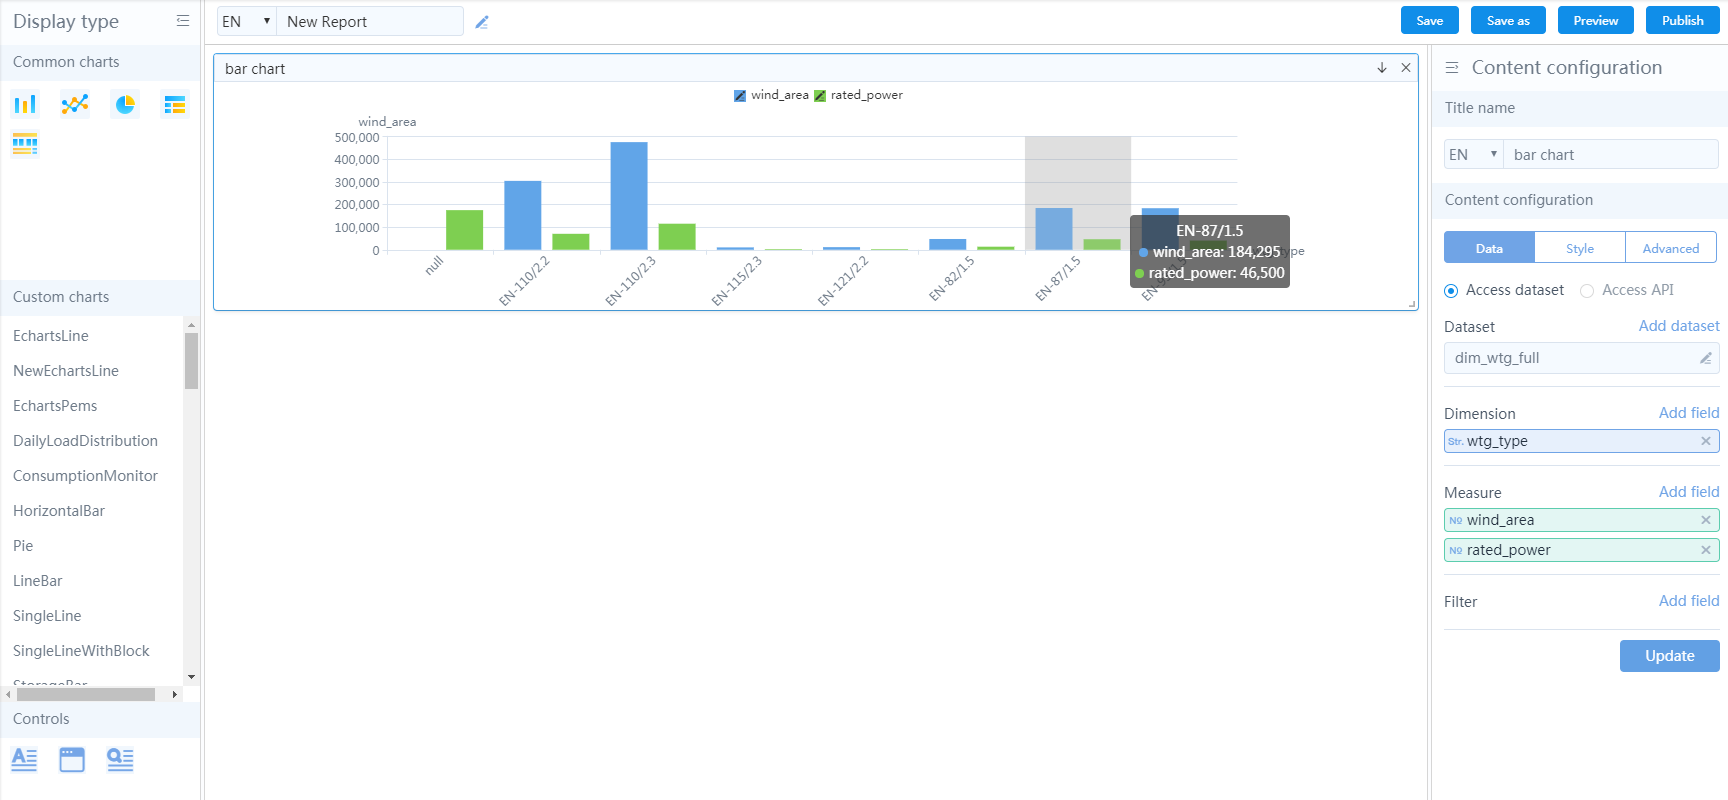 Display type
EN
New Report
Save
Save as
Preview
Publish
Common charts
Custom charts
EchartsLine
NewEchartsLine
EchartsPems
DailyLoadDistribution
ConsumptionMonitor
HorizontalBar
Pie
LineBar
SingleLine
SingleLineWithBlock
StorageBar
Controls
bar chart
wind_area rated_power
wind_area
500,000
400,000
300,000
200,000
100,000
0
null
EN-110/2.2
EN-110/2.3
EN-115/2.3
EN-121/2.2
EN-82/1.5
EN-87/1.5
EN-87/1.5
wind_area: 184,295
rated_power: 46,500
Content configuration
Title name
EN
bar chart
Content configuration
Data
Style
Advanced
Access dataset
Access API
Dataset
Add dataset
dim_wtg_full
Dimension
Add field
Str. wtg_type
Measure
Add field
Nº wind_area
Nº rated_power
Filter
Add field
Update